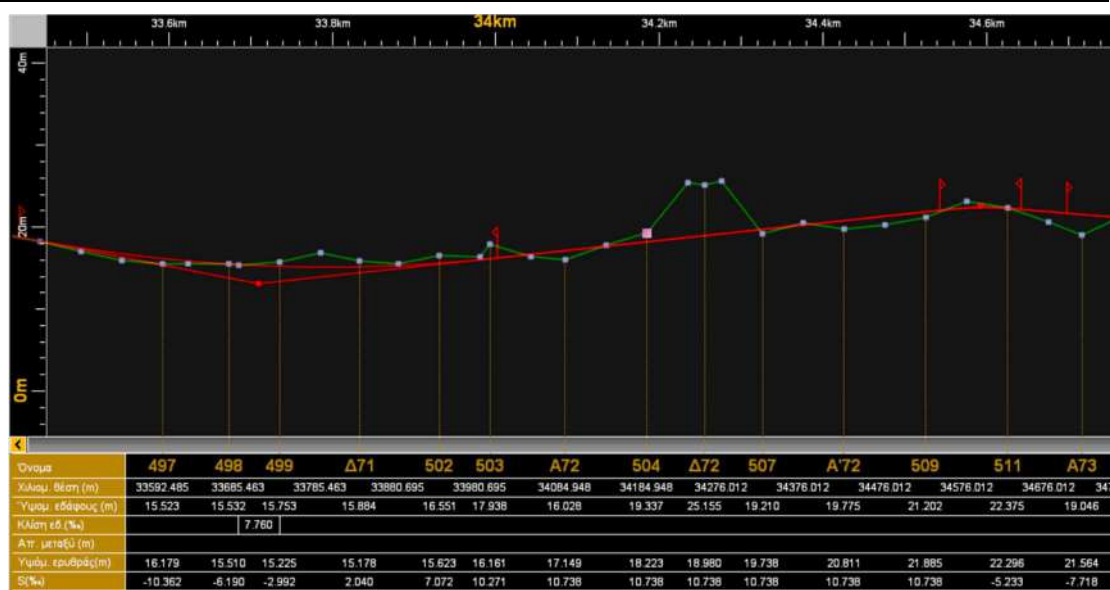 33.6km 33.8km 34km 34.2km 34.4km 34.6km
40m
20m
0m
Όνομα 497 498 499 Δ71 502 503 A72 504 Δ72 507 A'72 509 511 A73
Χιλιομ. θέση (m) 33592.485 33685.463 33785.463 33880.695 33980.695 34084.948 34184.948 34276.012 34376.012 34476.012 34576.012 34676.012
Ύψομ. εδάφους (m) 15.523 15.532 15.753 15.884 16.551 17.938 16.028 19.337 25.155 19.210 19.775 21.202 22.375 19.046
Κλίση εδ.(‰) 7.760
Απ. μεταξύ (m)
Υψόμ. ερυθράς(m) 16.179 15.510 15.225 15.178 15.623 16.161 17.149 18.223 18.980 19.738 20.811 21.885 22.296 21.564
S(‰) -10.362 -6.190 -2.992 2.040 7.072 10.271 10.738 10.738 10.738 10.738 10.738 10.738 -5.233 -7.718